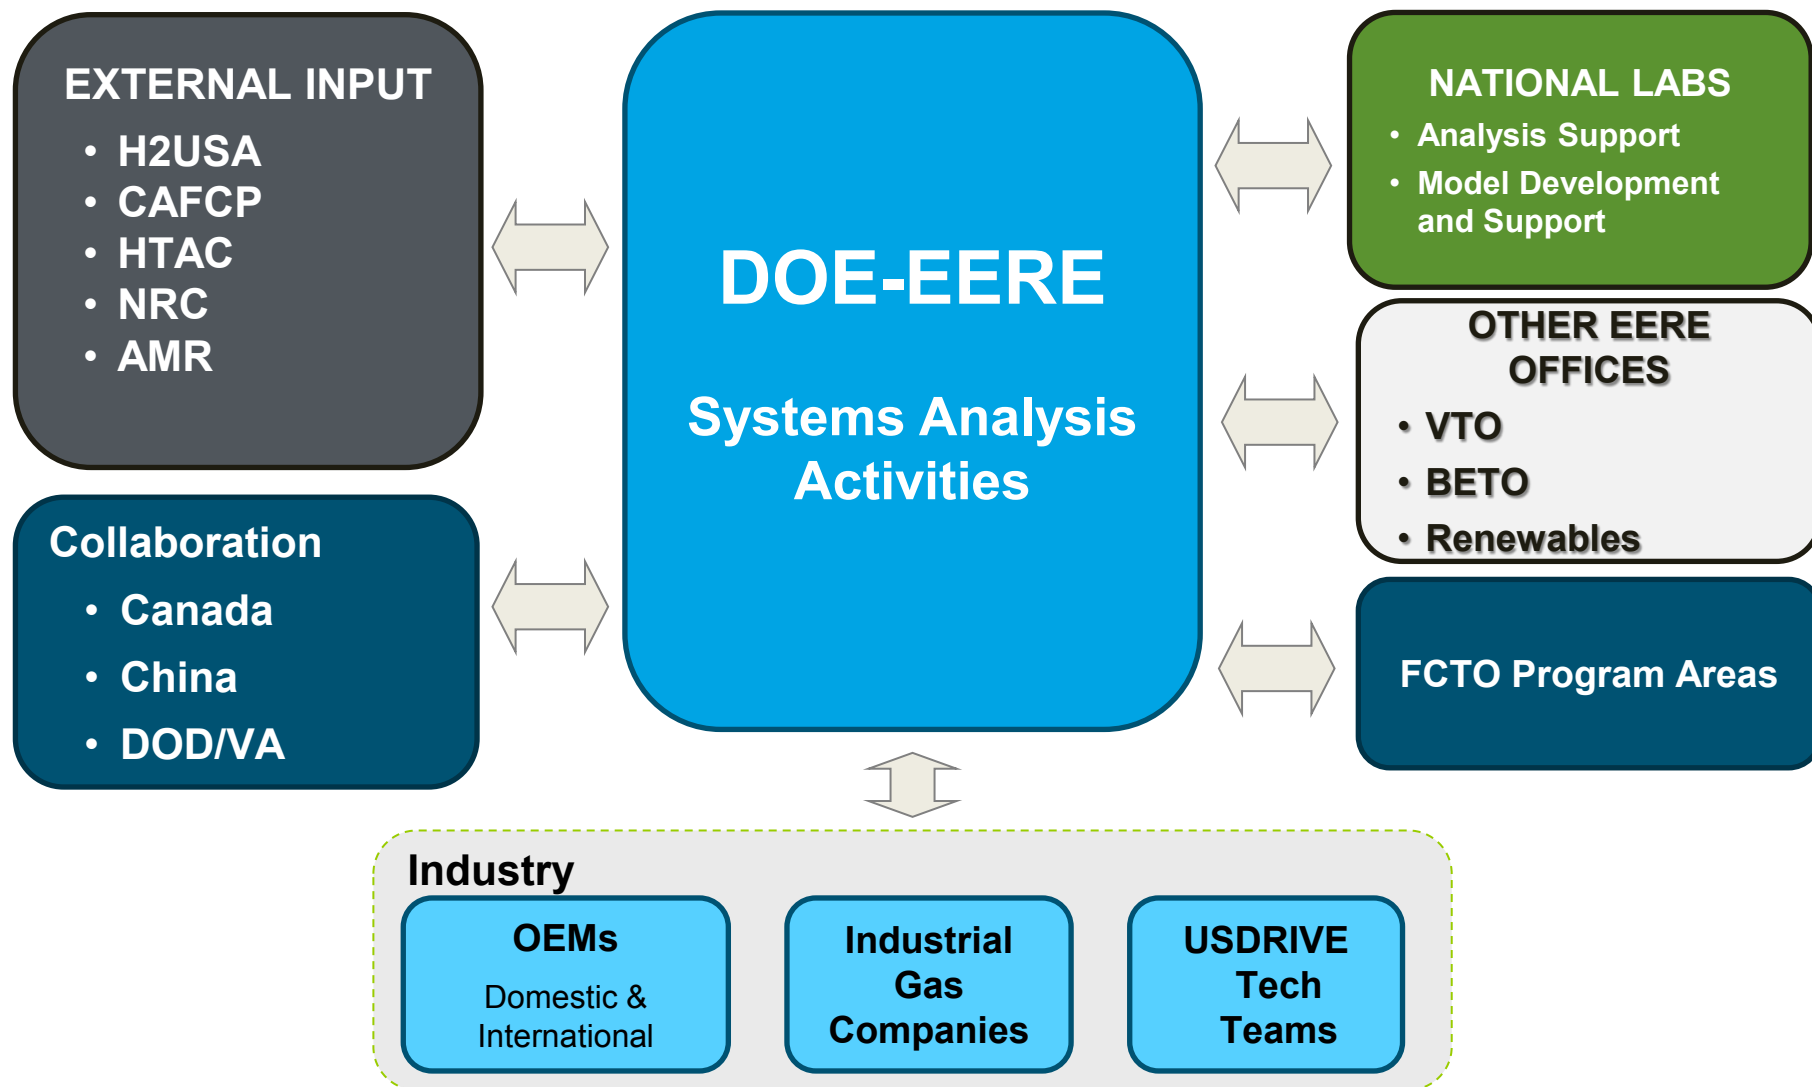 EXTERNAL INPUT
• H2USA
• CAFCP
• HTAC
• NRC
• AMR
Collaboration
• Canada
• China
• DOD/VA
DOE-EERE
Systems Analysis
Activities
NATIONAL LABS
• Analysis Support
• Model Development
and Support
OTHER EERE
OFFICES
• VTO
• BETO
• Renewables
FCTO Program Areas
Industry
OEMs
Domestic &
International
Industrial
Gas
Companies
USDRIVE
Tech
Teams